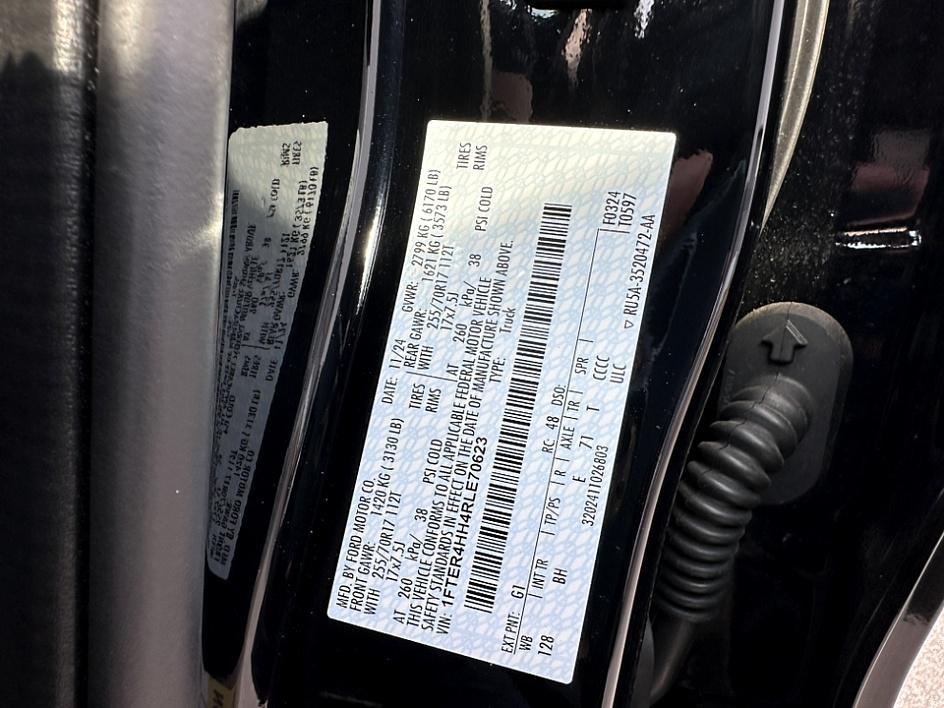 MFD. BY FORD MOTOR CO.
DATE: 11/24
GVWR: 2799 KG ( 6170 LB)
FRONT GAWR: 1420 KG ( 3130 LB)
REAR GAWR: 1621 KG ( 3573 LB)
WITH 255/70R17 112T TIRES
WITH 255/70R17 112T TIRES
17x7.5J RIMS
17x7.5J RIMS
AT 260 kPa/ 38 PSI COLD
AT 260 kPa/ 38 PSI COLD
THIS VEHICLE CONFORMS TO ALL APPLICABLE FEDERAL MOTOR VEHICLE
SAFETY STANDARDS IN EFFECT ON THE DATE OF MANUFACTURE SHOWN ABOVE.
VIN: 1FTER4HH4RLE70623
TYPE: Truck
EXT PNT: G1 RC: 48 DSO: F0324
WB INT TR TP/PS R AXLE TR SPR T0597
128 BH E 71 T CCC
3202411026803 ULC
▽ RU5A-3520472-AA